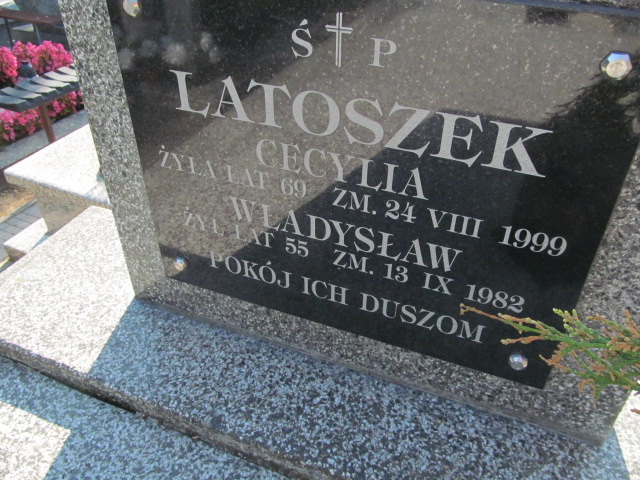 Ś P
LATOSZEK
CECYLIA
ŻYŁA LAT 69 ZM. 24 VIII 1999
WŁADYSŁAW
ŻYŁ LAT 55 ZM. 13 IX 1982
POKÓJ ICH DUSZOM